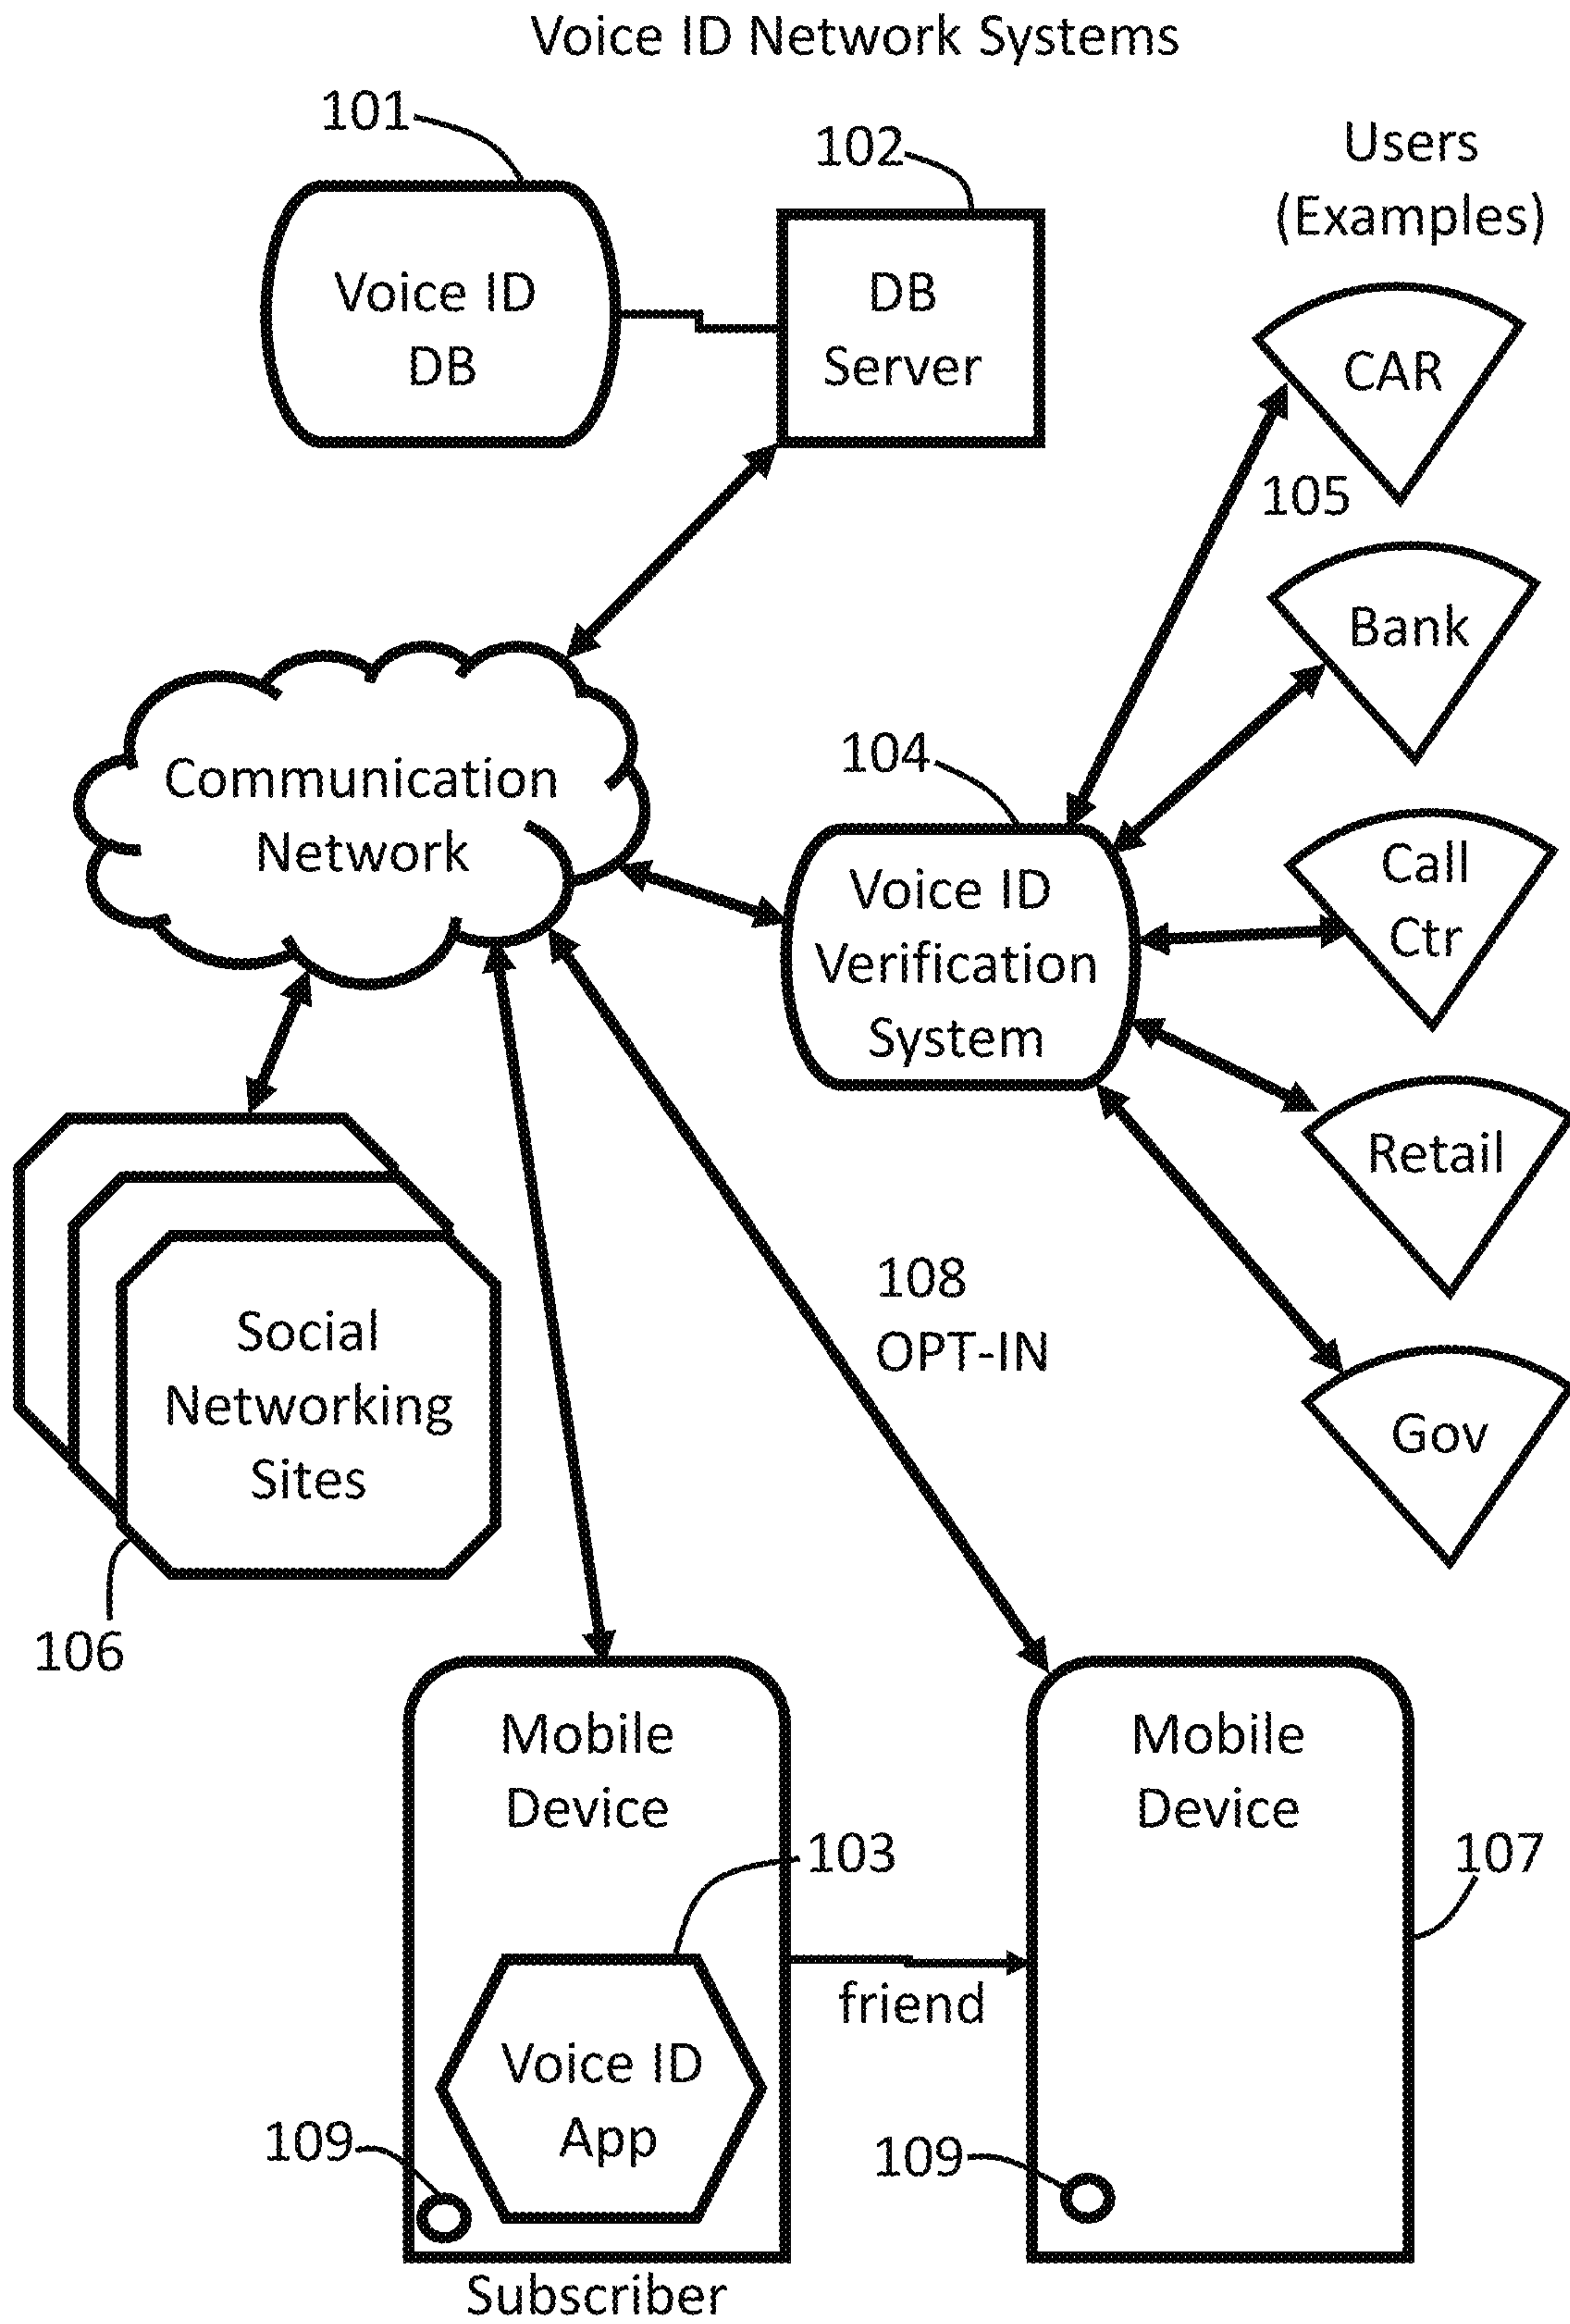 Voice ID Network Systems
101
102
Users
(Examples)
Voice ID
DB
DB
Server
CAR
105
Bank
Communication
Network
104
Voice ID
Verification
System
Call
Ctr
Retail
Gov
108
OPT-IN
Social
Networking
Sites
106
Mobile
Device
103
Voice ID
App
109
Subscriber
friend
Mobile
Device
107
109